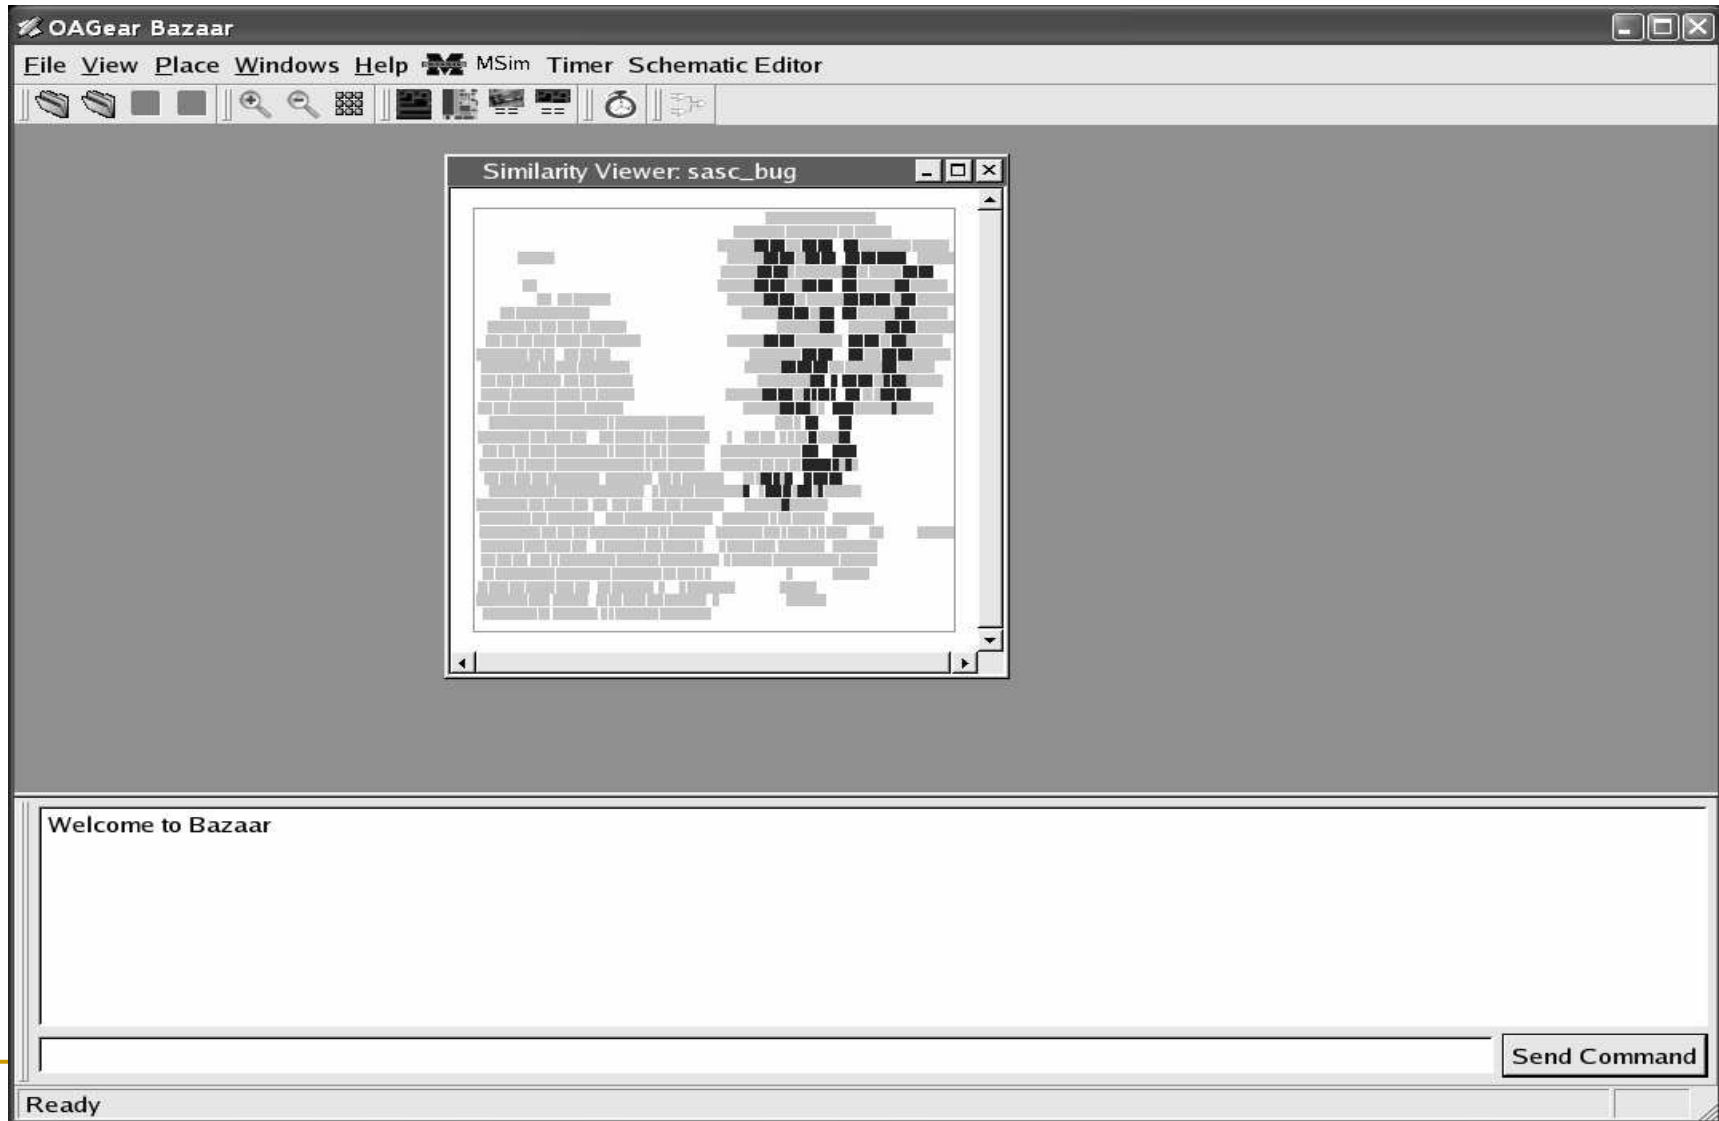 OAGear Bazaar
File View Place Windows Help MSim Timer Schematic Editor
Similarity Viewer: sasc_bug
Welcome to Bazaar
Send Command
Ready